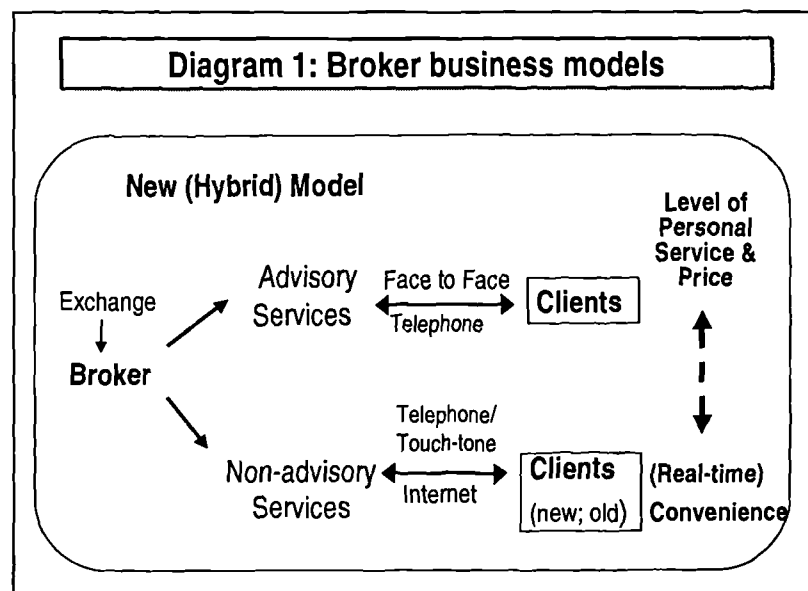 Diagram 1: Broker business models
New (Hybrid) Model
Level of
Personal
Service &
Price
Exchange
Broker
Advisory
Services
Face to Face
Telephone
Clients
Non-advisory
Services
Telephone/
Touch-tone
Internet
Clients
(new; old)
(Real-time)
Convenience